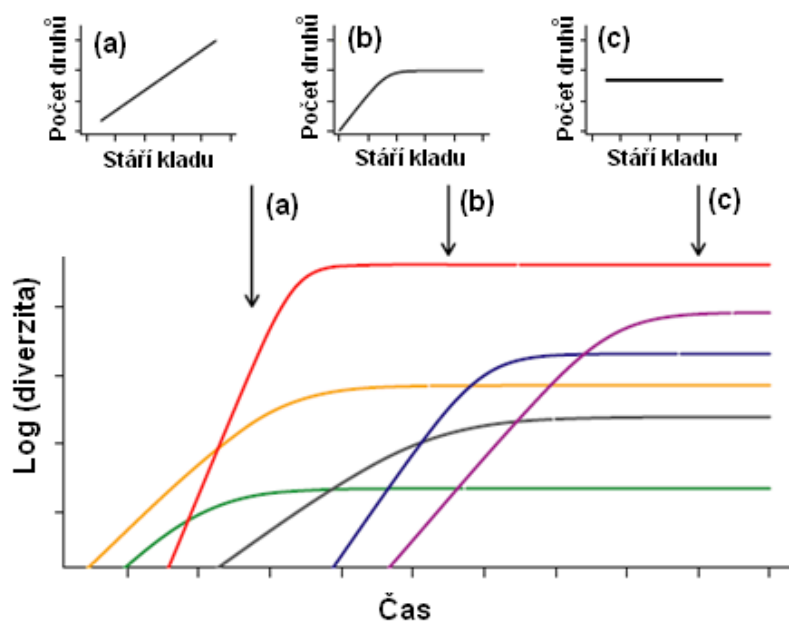 (a)
Počet druhů
Stáří kladu
(b)
Počet druhů
Stáří kladu
(c)
Počet druhů
Stáří kladu
(a)
(b)
(c)
Log (diverzita)
Čas